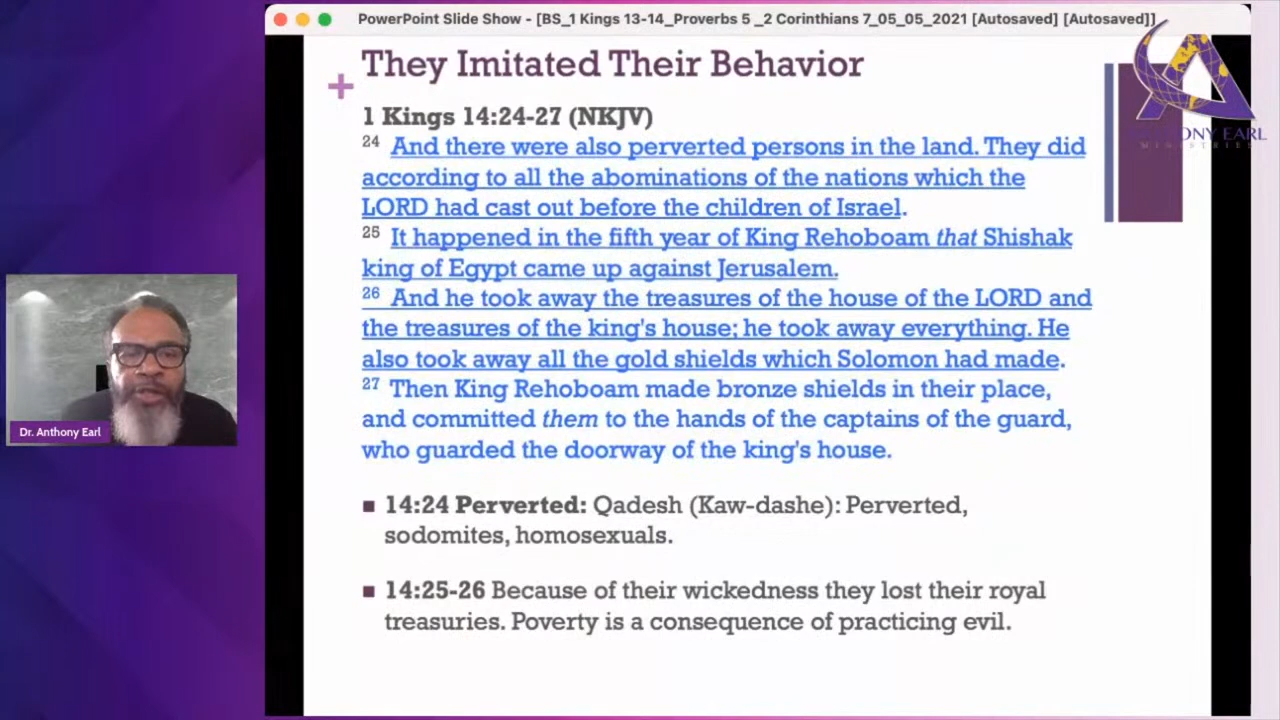 PowerPoint Slide Show - [BS_1 Kings 13-14_Proverbs 5 _2 Corinthians 7_05_05_2021 [Autosaved] [Autosaved]]
They Imitated Their Behavior
+
1 Kings 14:24-27 (NKJV)
24 And there were also perverted persons in the land. They did
according to all the abominations of the nations which the
LORD had cast out before the children of Israel.
25 It happened in the fifth year of King Rehoboam that Shishak
king of Egypt came up against Jerusalem.
26 And he took away the treasures of the house of the LORD and
the treasures of the king's house; he took away everything. He
also took away all the gold shields which Solomon had made.
27 Then King Rehoboam made bronze shields in their place,
and committed them to the hands of the captains of the guard,
who guarded the doorway of the king's house.
■ 14:24 Perverted: Qadesh (Kaw-dashe): Perverted,
sodomites, homosexuals.
■ 14:25-26 Because of their wickedness they lost their royal
treasuries. Poverty is a consequence of practicing evil.
Dr. Anthony Earl
EARL
MINISTRIES